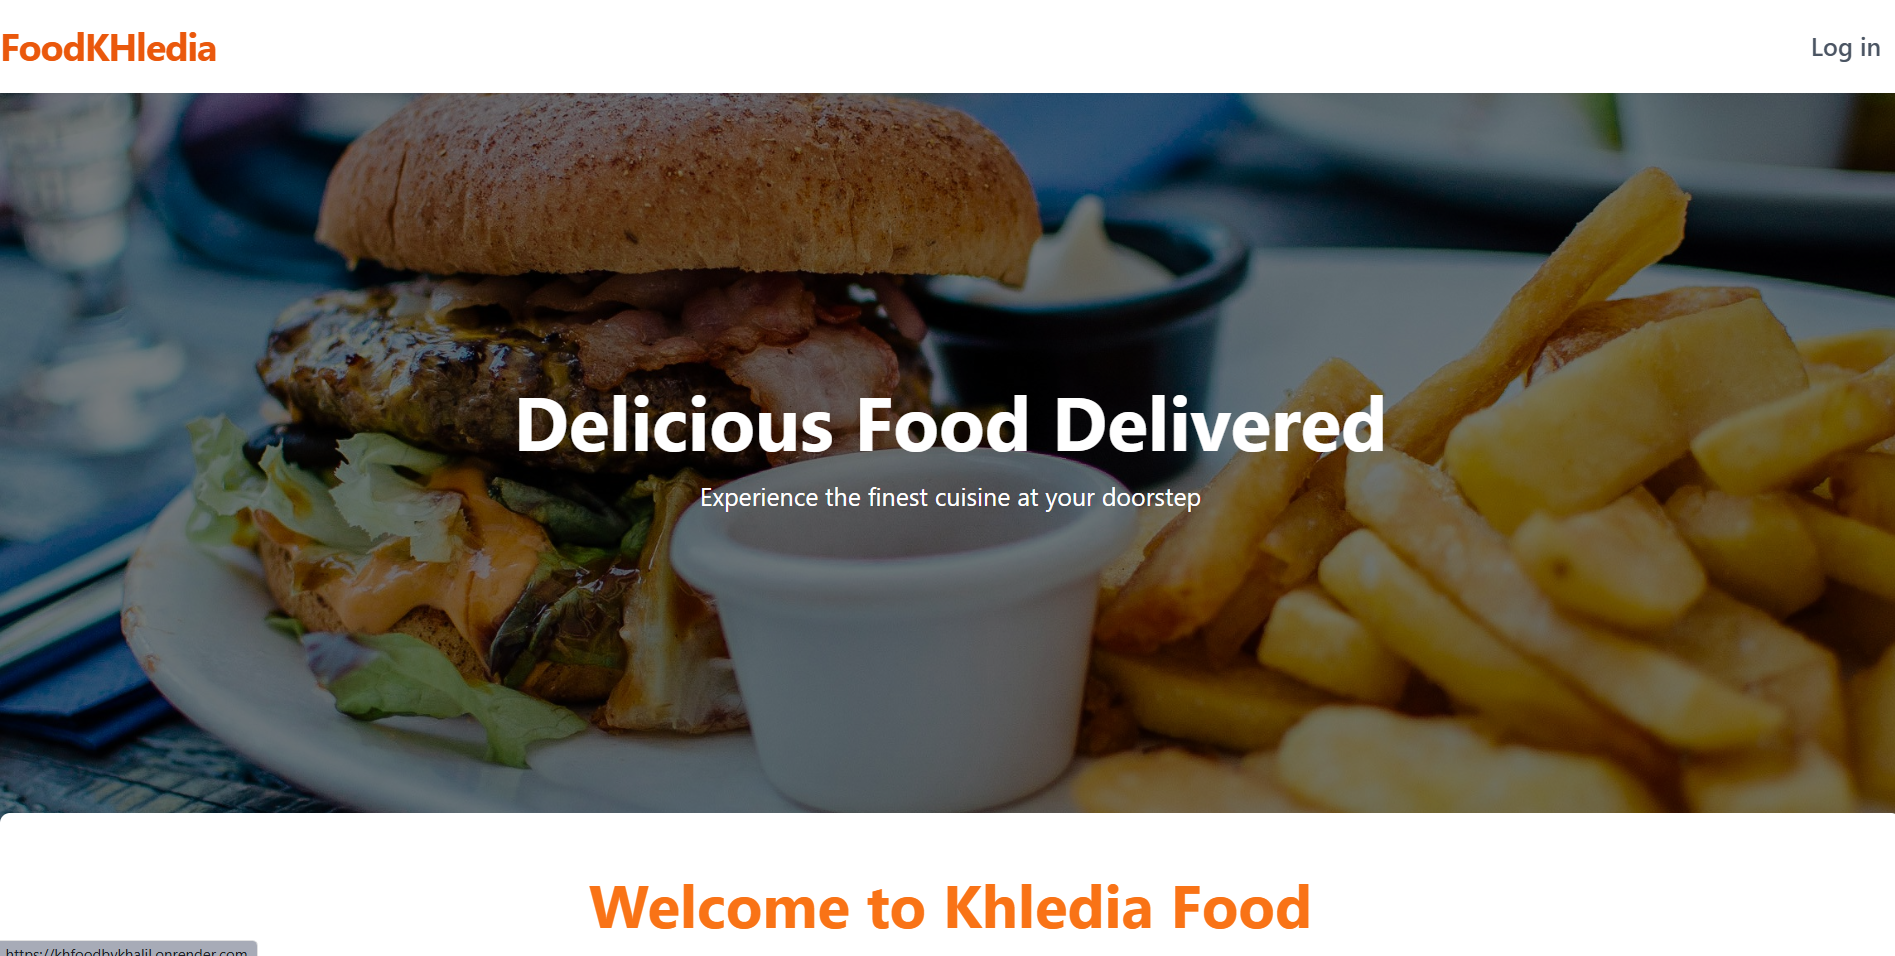 FoodKHledia
Log in
Delicious Food Delivered
Experience the finest cuisine at your doorstep
Welcome to Khledia Food
https://khfoodbykhalil.onrender.com